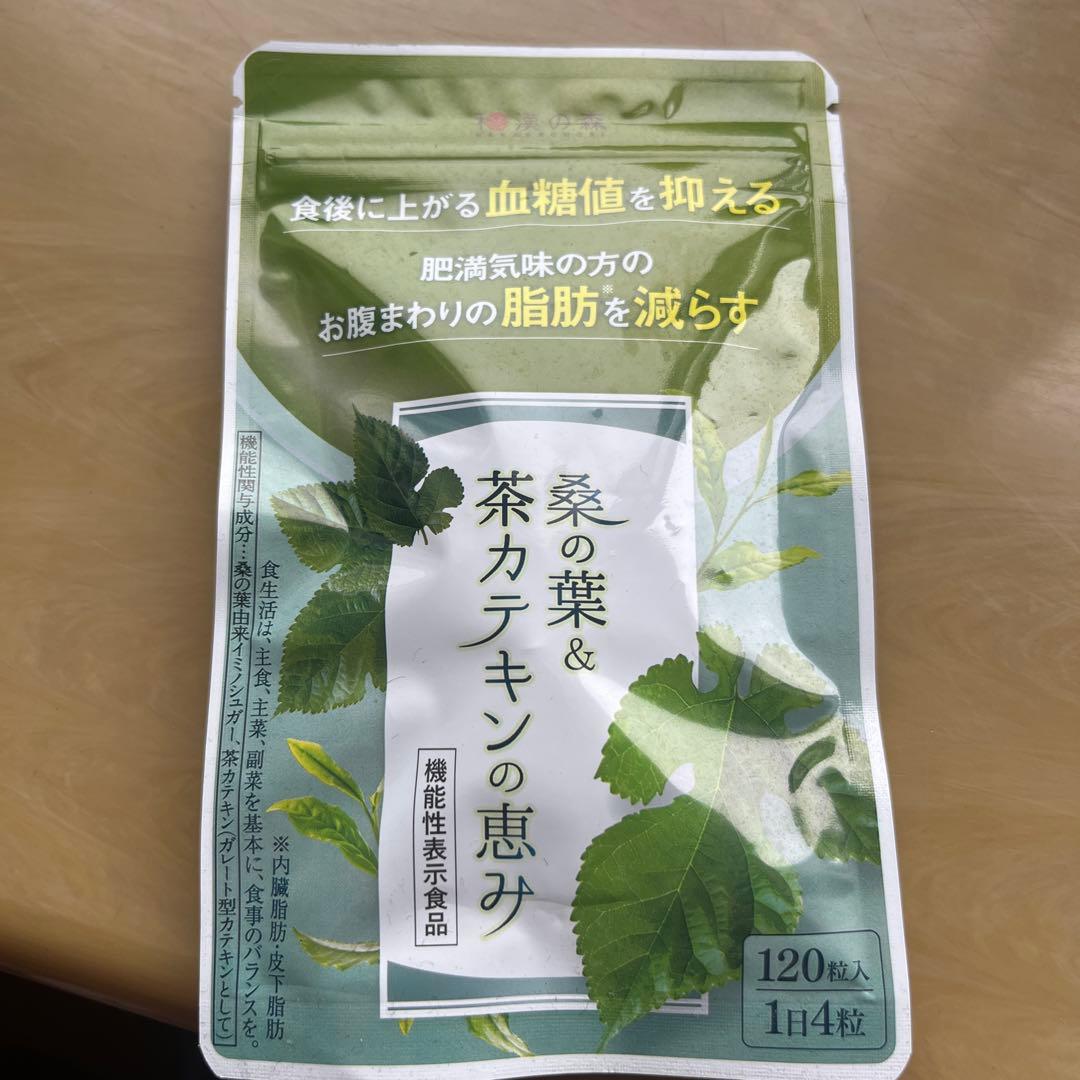 漢の森
食後に上がる血糖値を抑える
肥満気味の方の
お腹まわりの脂肪※を減らす
桑の葉&
茶カテキンの恵み
機能性表示食品
※内臓脂肪・皮下脂肪
食生活は、主食、主菜、副菜を基本に、食事のバランスを。
機能性関与成分…桑の葉由来イミノシュガー、茶カテキン(ガレート型カテキンとして)
120粒入
1日4粒